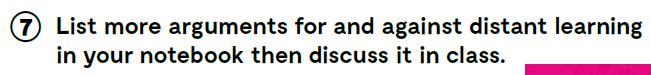 7 List more arguments for and against distant learning
in your notebook then discuss it in class.